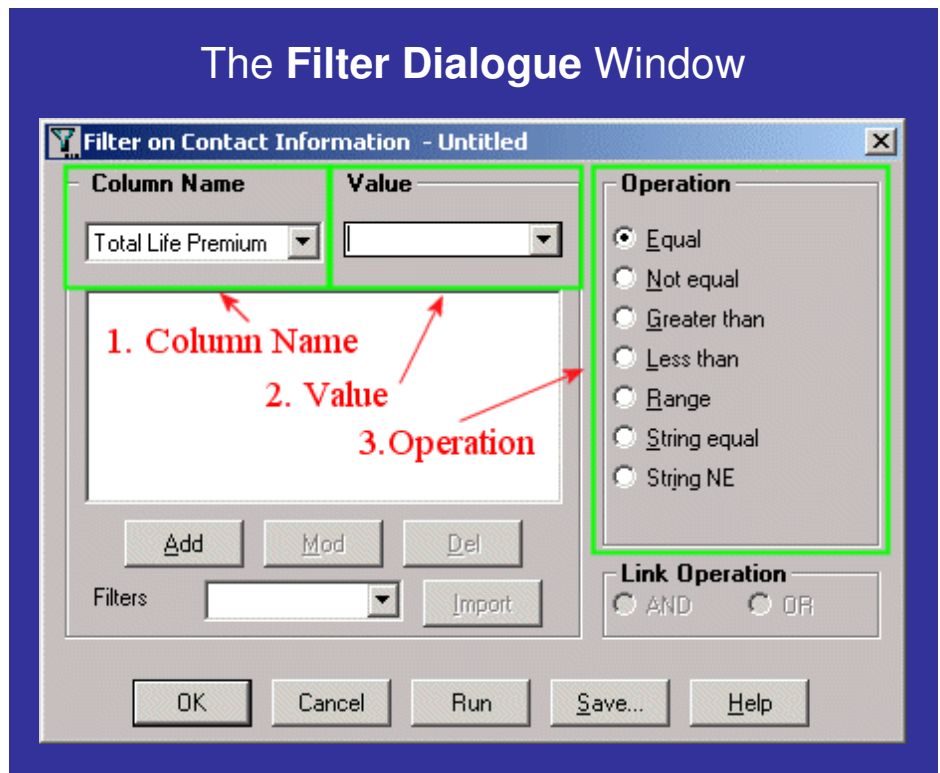 The Filter Dialogue Window
Filter on Contact Information - Untitled
Column Name
Value
Operation
Total Life Premium
Equal
Not equal
Greater than
Less than
Range
String equal
String NE
1. Column Name
2. Value
3.Operation
Add
Mod
Del
Filters
Import
Link Operation
AND
OR
OK
Cancel
Run
Save...
Help